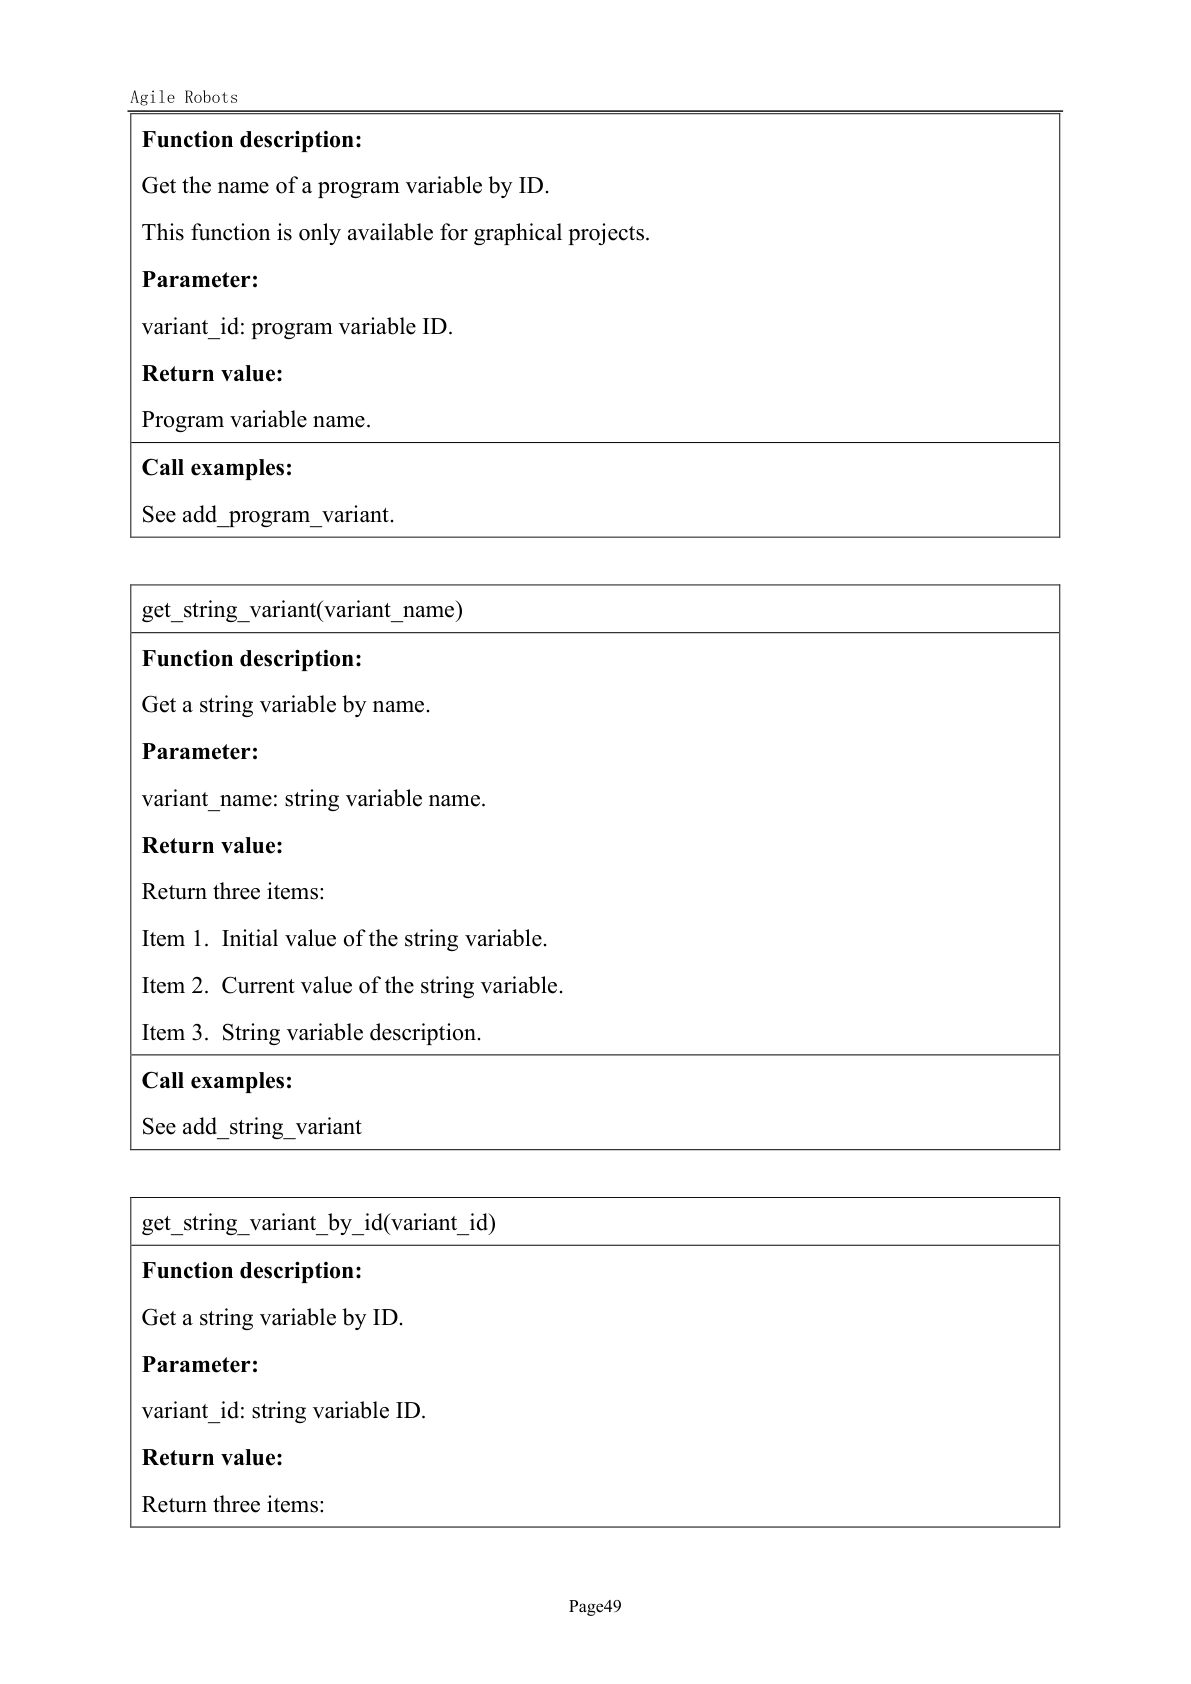 Agile Robots
Function description:
Get the name of a program variable by ID.
This function is only available for graphical projects.
Parameter:
variant_id: program variable ID.
Return value:
Program variable name.
Call examples:
See add_program_variant.
get_string_variant(variant_name)
Function description:
Get a string variable by name.
Parameter:
variant_name: string variable name.
Return value:
Return three items:
Item 1. Initial value of the string variable.
Item 2. Current value of the string variable.
Item 3. String variable description.
Call examples:
See add_string_variant
get_string_variant_by_id(variant_id)
Function description:
Get a string variable by ID.
Parameter:
variant_id: string variable ID.
Return value:
Return three items:
Page49